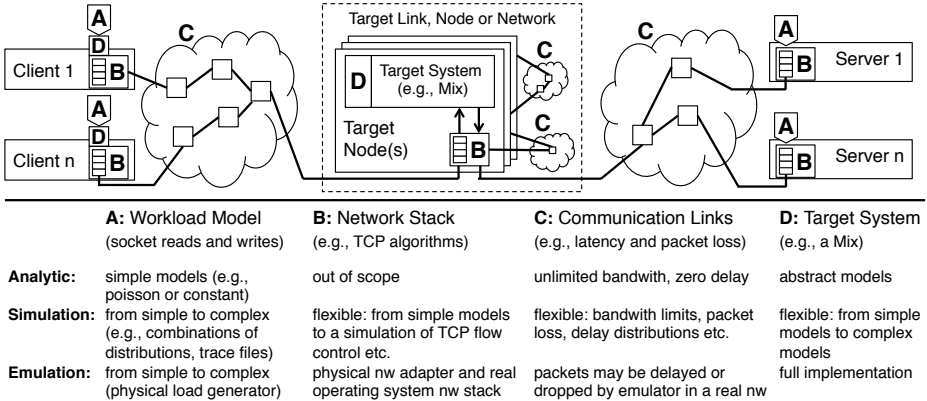 Target Link, Node or Network
A
D
B
Client 1
A
D
B
Client n
C
D
Target System
(e.g., Mix)
Target
Node(s)
B
C
C
C
A
B
Server 1
A
B
Server n
A: Workload Model
(socket reads and writes)
B: Network Stack
(e.g., TCP algorithms)
C: Communication Links
(e.g., latency and packet loss)
D: Target System
(e.g., a Mix)
Analytic:
simple models (e.g.,
poisson or constant)
out of scope
unlimited bandwith, zero delay
abstract models
Simulation:
from simple to complex
(e.g., combinations of
distributions, trace files)
flexible: from simple models
to a simulation of TCP flow
control etc.
flexible: bandwith limits, packet
loss, delay distributions etc.
flexible: from simple
models to complex
models
Emulation:
from simple to complex
(physical load generator)
physical nw adapter and real
operating system nw stack
packets may be delayed or
dropped by emulator in a real nw
full implementation